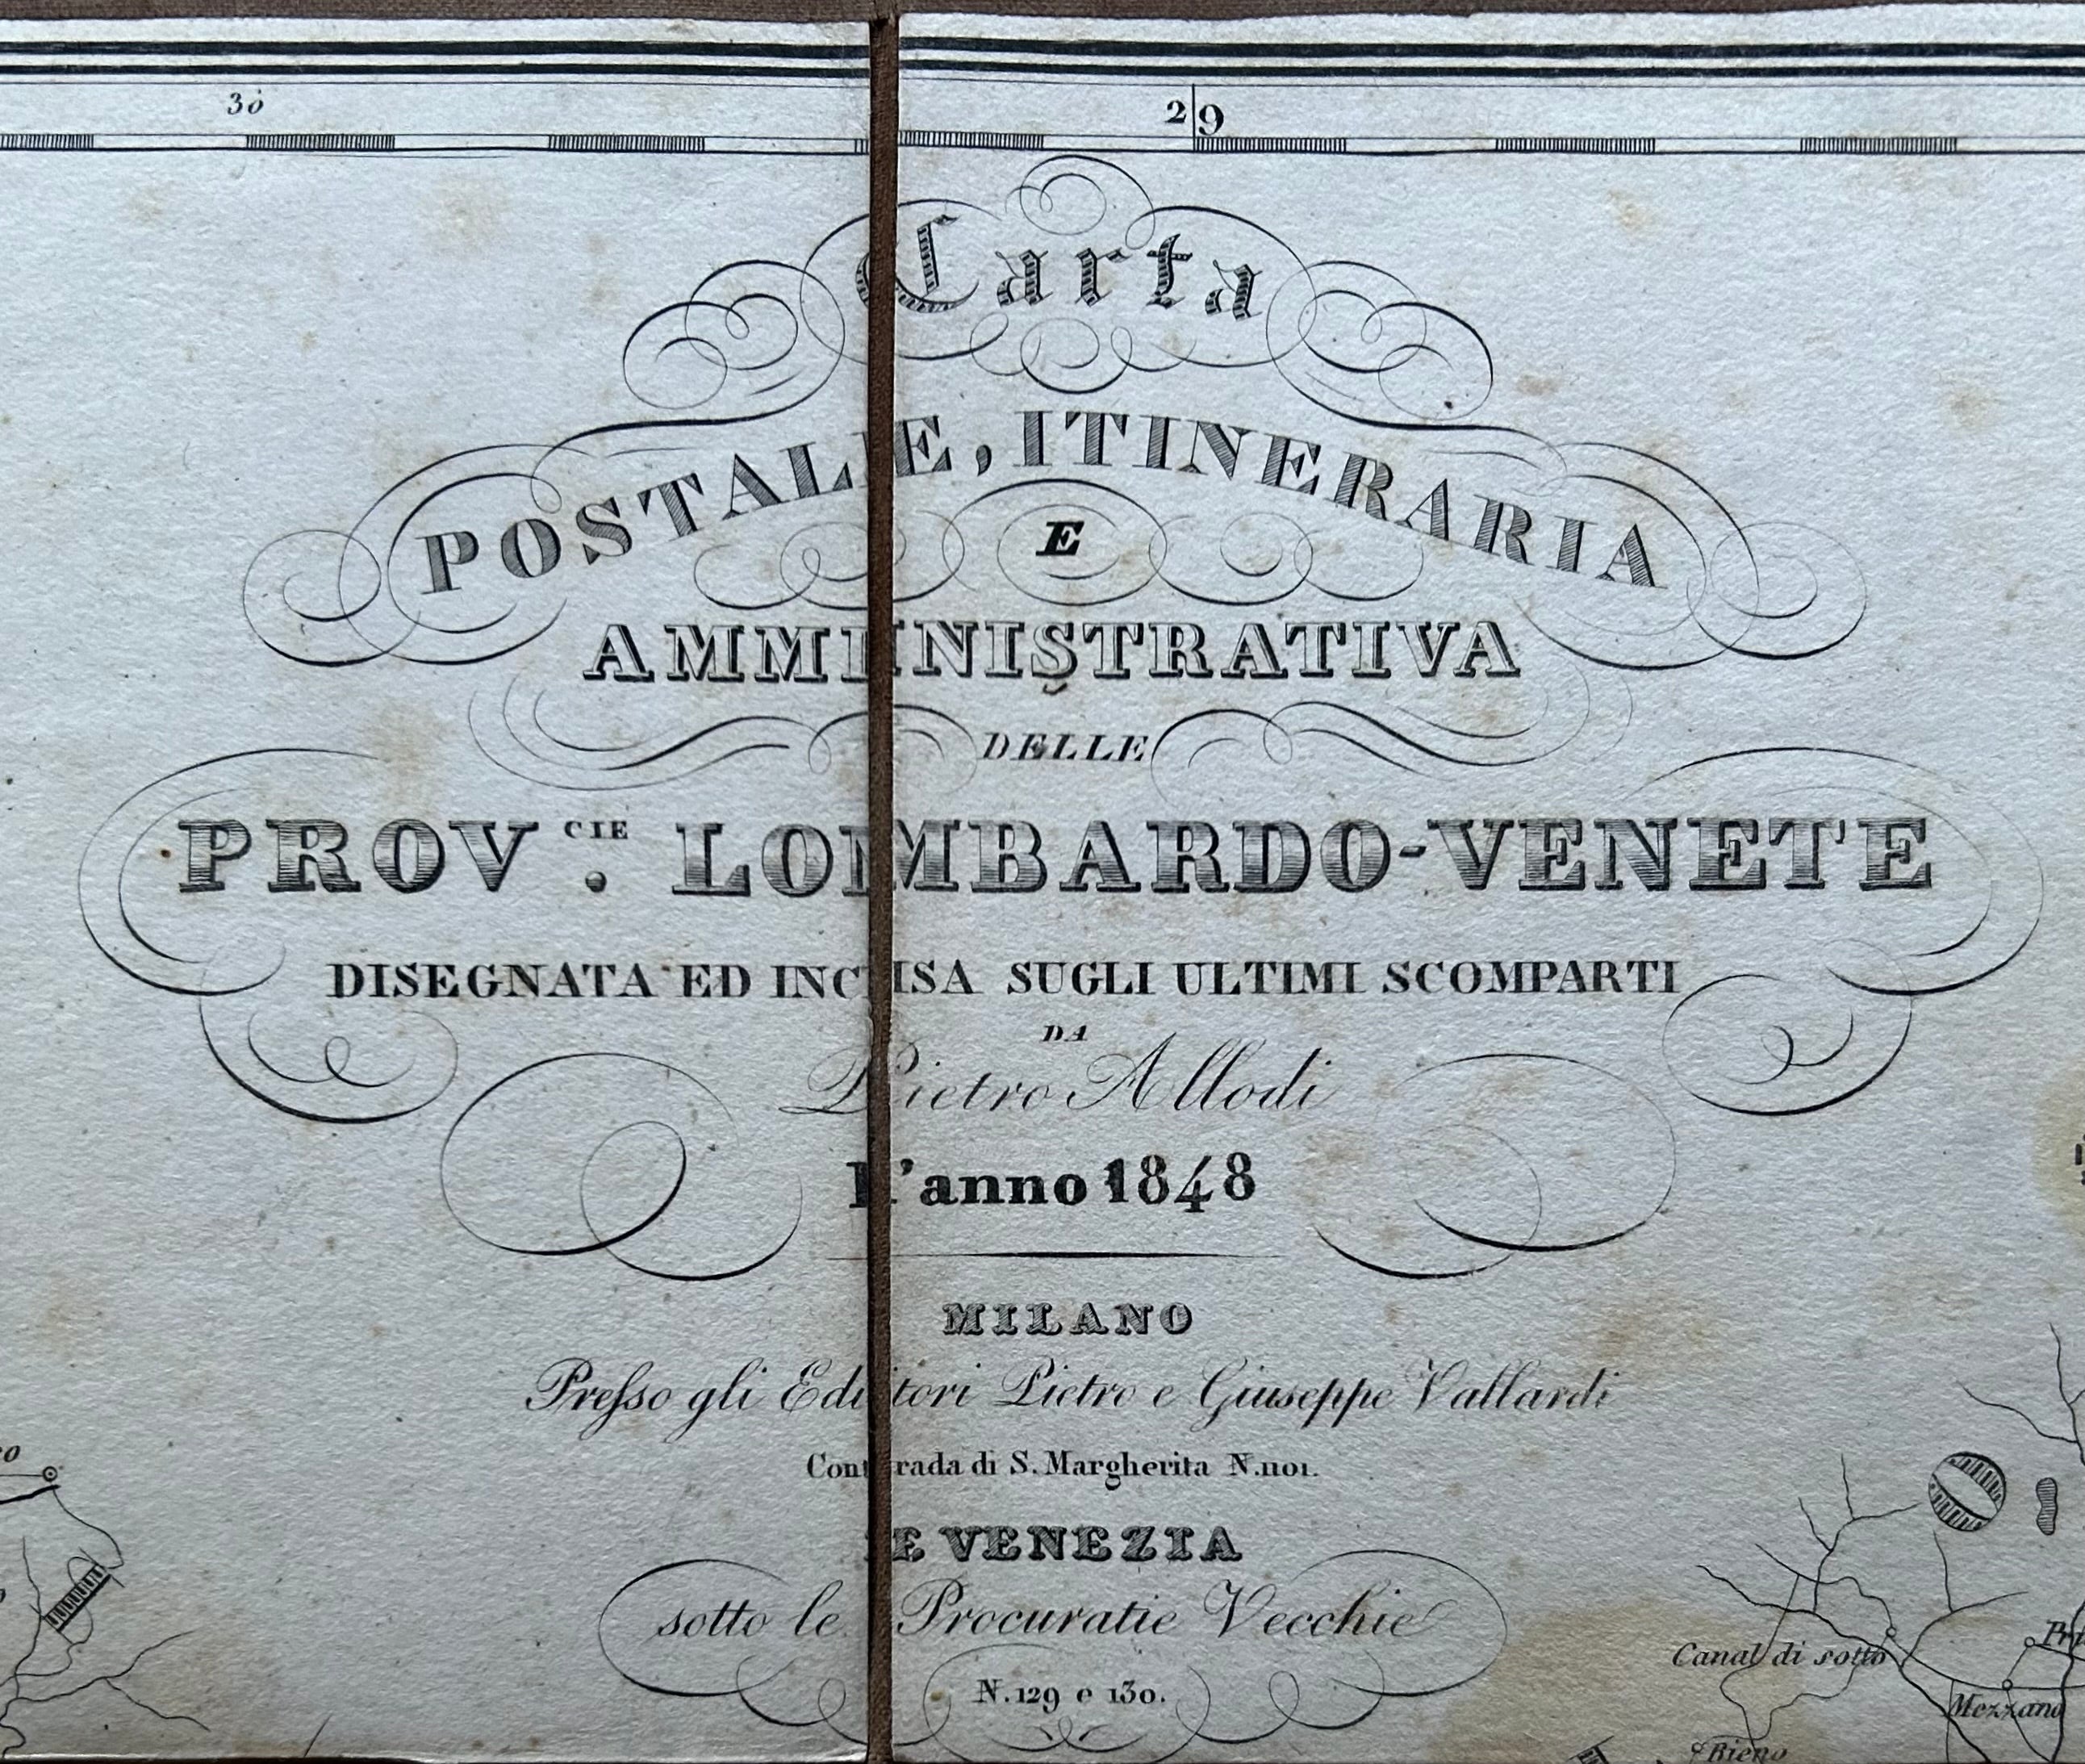 30
29
Carta
POSTALE, ITINERARIA
E
AMMINISTRATIVA
DELLE
PROV.CIE LOMBARDO-VENETE
DISEGNATA ED INCISA SUGLI ULTIMI SCOMPARTI
DA
Pietro Allodi
l'anno 1848
MILANO
Preſso gli Editori Pietro e Giuseppe Vallardi
Contrada di S. Margherita N. 1101.
E VENEZIA
sotto le Procuratie Vecchie
N. 129 e 130.
Canal di sotto
Mezzano
Rieno